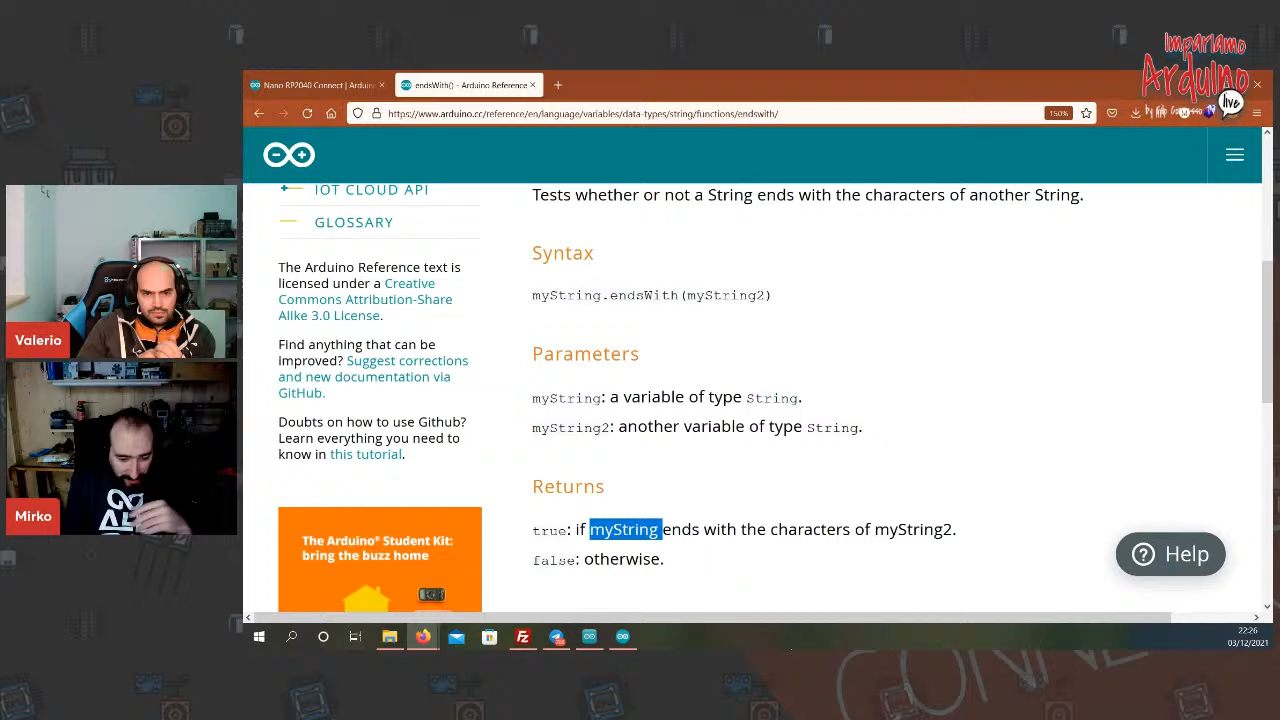 Impariamo
Arduino
live
Nano RP2040 Connect | Arduin
endsWith() - Arduino Reference
https://www.arduino.cc/reference/en/language/variables/data-types/string/functions/endswith/
150%
IOT CLOUD API
GLOSSARY
The Arduino Reference text is
licensed under a Creative
Commons Attribution-Share
Alike 3.0 License.
Find anything that can be
improved? Suggest corrections
and new documentation via
GitHub.
Doubts on how to use Github?
Learn everything you need to
know in this tutorial.
The Arduino® Student Kit:
bring the buzz home
Tests whether or not a String ends with the characters of another String.
Syntax
myString.endsWith(myString2)
Parameters
myString: a variable of type String.
myString2: another variable of type String.
Returns
true: if myString ends with the characters of myString2.
false: otherwise.
Help
Valerio
Mirko
22:26
03/12/2021
CONNE